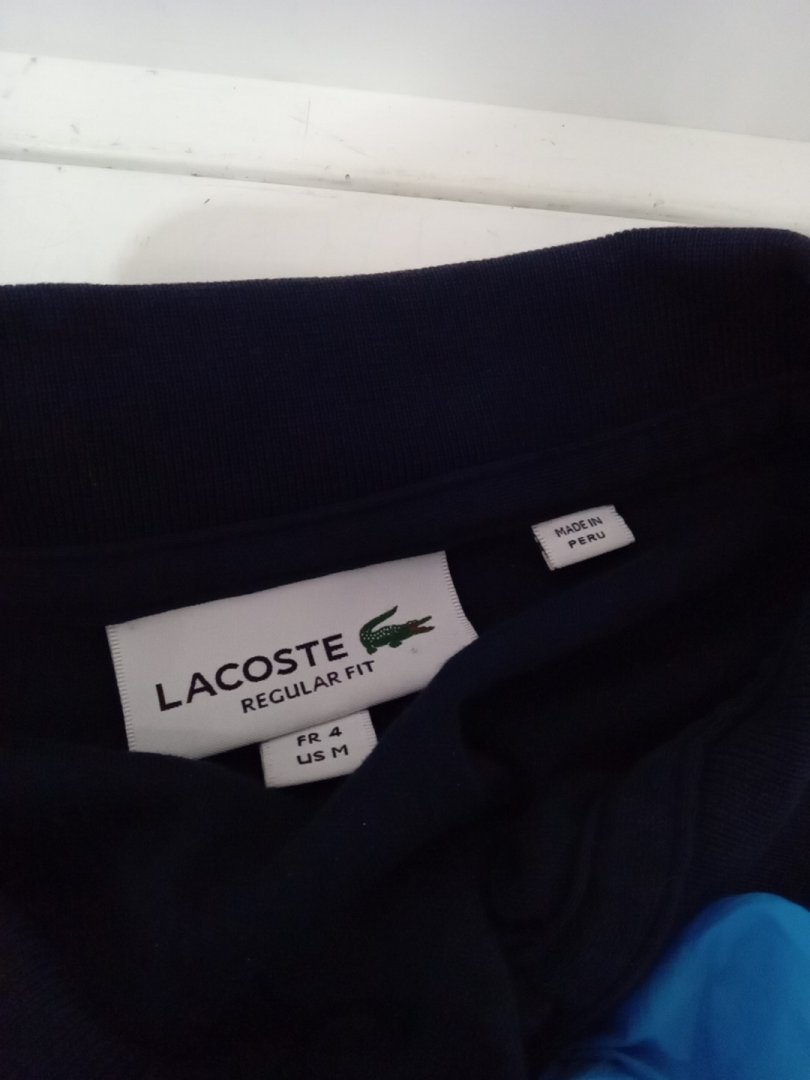 MADE IN
PERU
LACOSTE
REGULAR FIT
FR 4
US M